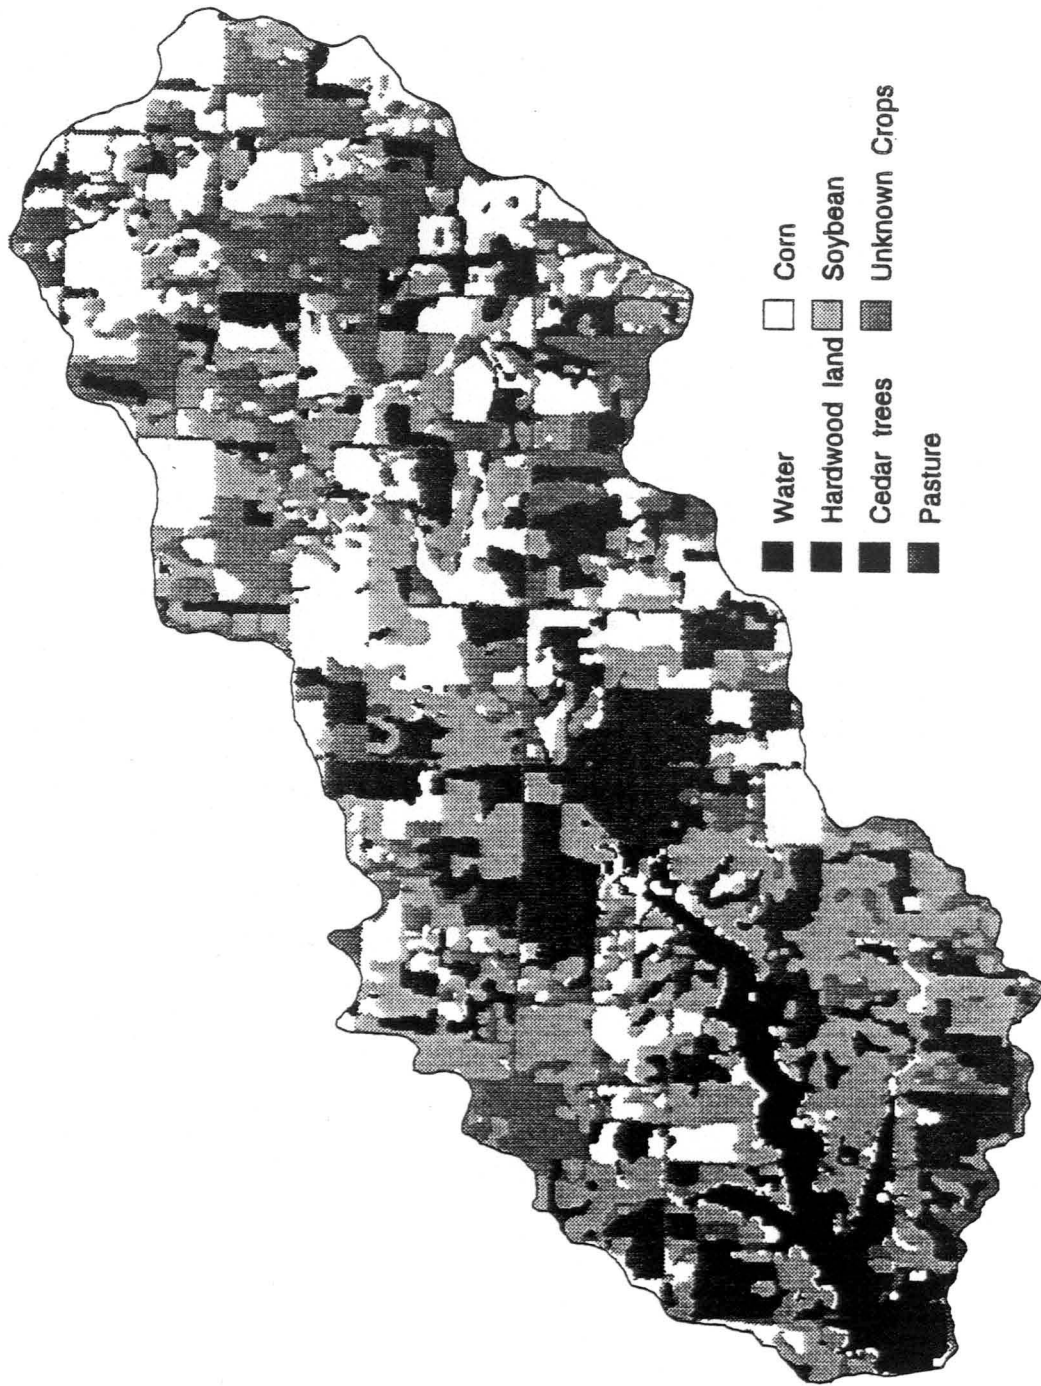 Water
Hardwood land
Cedar trees
Pasture
Corn
Soybean
Unknown Crops